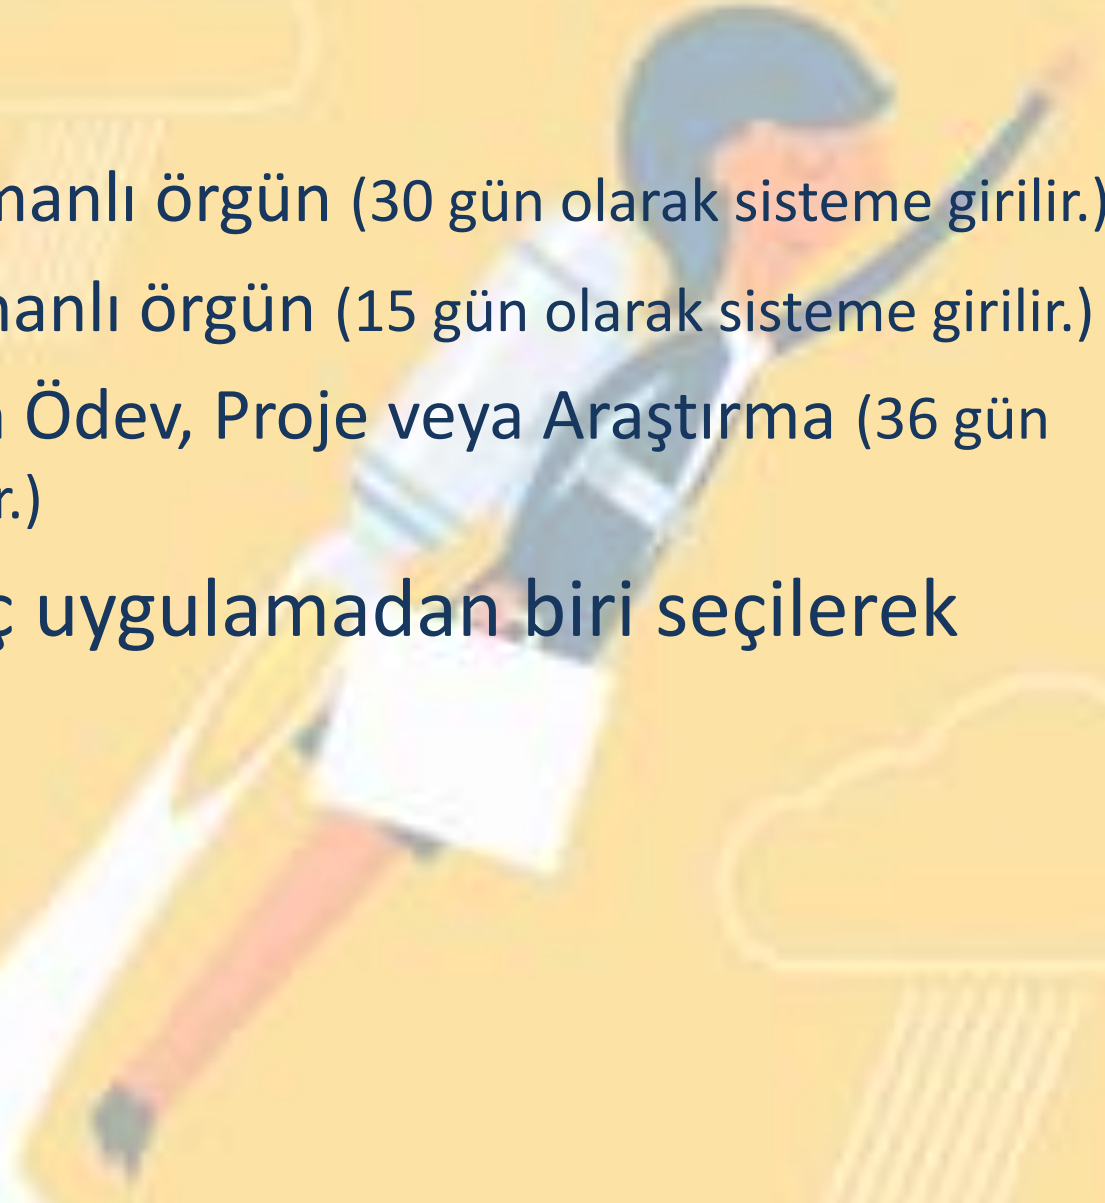 manlı örgün (30 gün olarak sisteme girilir.)
manlı örgün (15 gün olarak sisteme girilir.)
Ödev, Proje veya Araştırma (36 gün
r.)
ç uygulamadan biri seçilerek